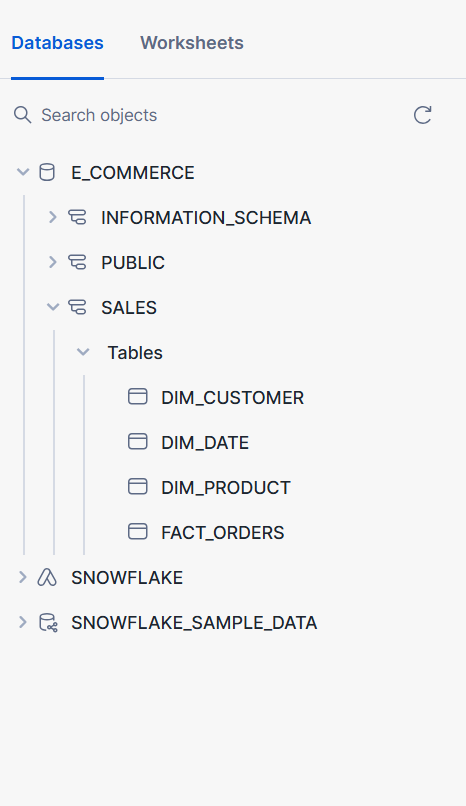 Databases Worksheets
Search objects
E_COMMERCE
INFORMATION_SCHEMA
PUBLIC
SALES
Tables
DIM_CUSTOMER
DIM_DATE
DIM_PRODUCT
FACT_ORDERS
SNOWFLAKE
SNOWFLAKE_SAMPLE_DATA